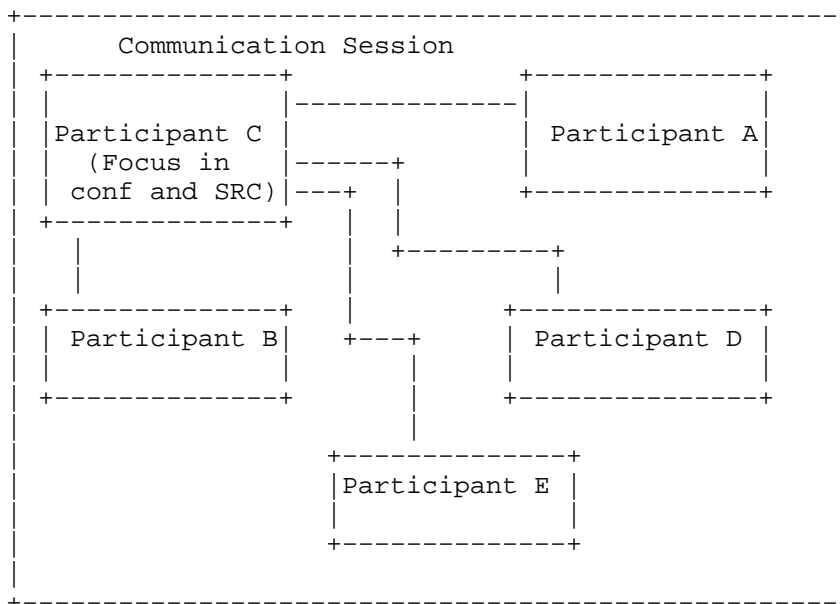 Communication Session
Participant C
(Focus in
conf and SRC)
Participant A
Participant B
Participant D
Participant E